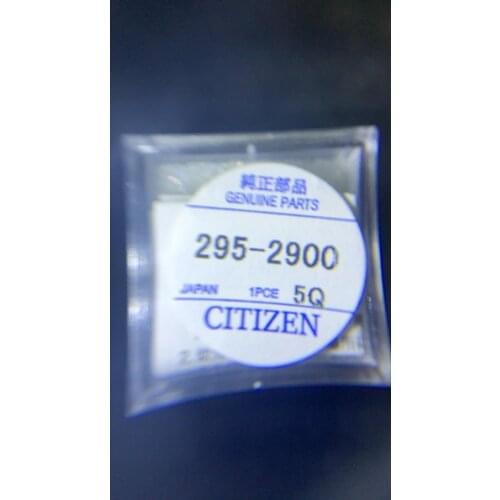 純正部品
GENUINE PARTS
295-2900
JAPAN 1PCE 5Q
CITIZEN